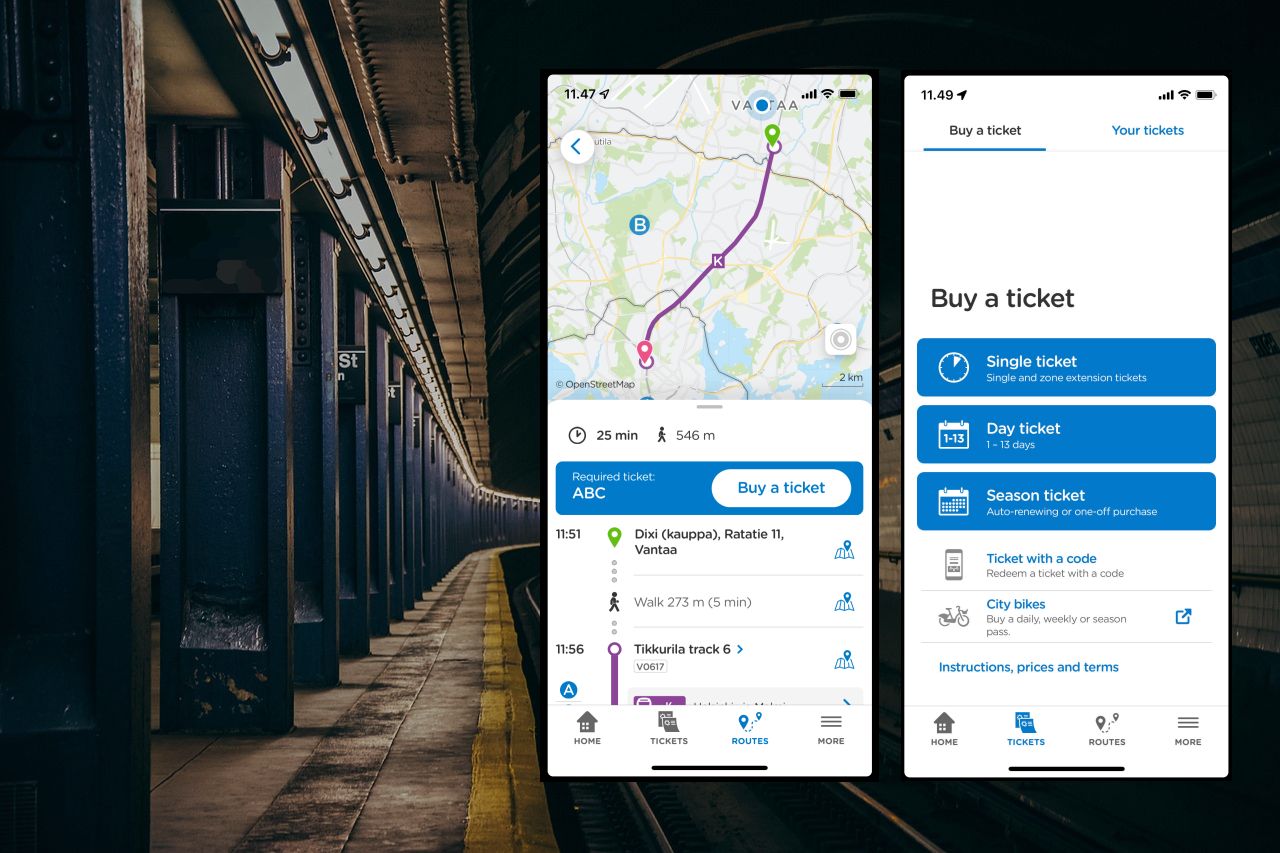 St
n
St
11.47
VANTAA
utila
B
K
© OpenStreetMap
2 km
25 min
546 m
Required ticket:
ABC
Buy a ticket
11:51
Dixi (kauppa), Ratatie 11,
Vantaa
Walk 273 m (5 min)
11:56
Tikkurila track 6
V0617
A
K
HOME
TICKETS
ROUTES
MORE
11.49
Buy a ticket
Your tickets
Buy a ticket
Single ticket
Single and zone extension tickets
1-13
Day ticket
1 – 13 days
Season ticket
Auto-renewing or one-off purchase
Ticket with a code
Redeem a ticket with a code
City bikes
Buy a daily, weekly or season
pass.
Instructions, prices and terms
HOME
TICKETS
ROUTES
MORE